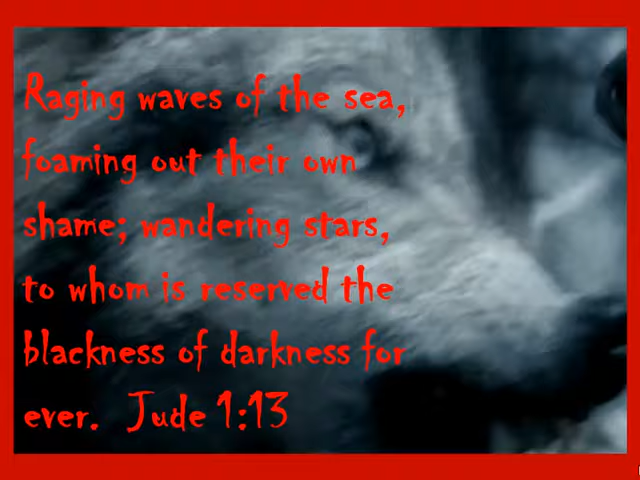 Raging waves of the sea,
foaming out their own
shame; wandering stars,
to whom is reserved the
blackness of darkness for
ever.  Jude 1:13